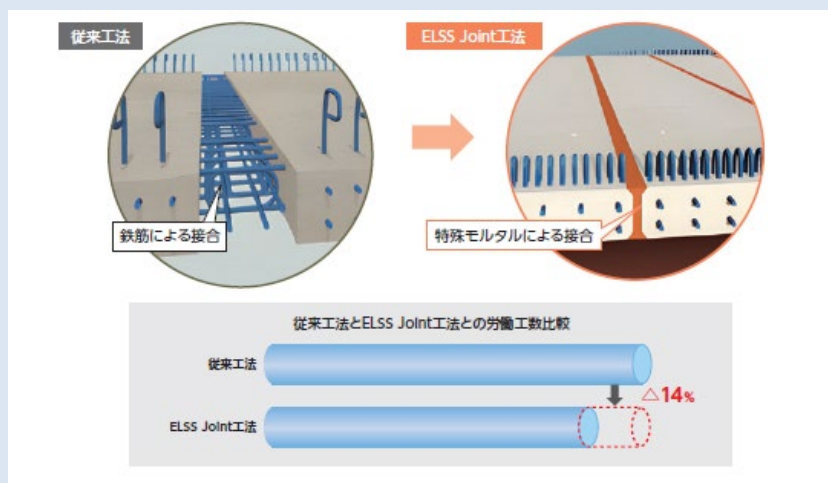 従来工法
ELSS Joint工法
鉄筋による接合
特殊モルタルによる接合
従来工法とELSS Joint工法との労働工数比較
従来工法
△14%
ELSS Joint工法